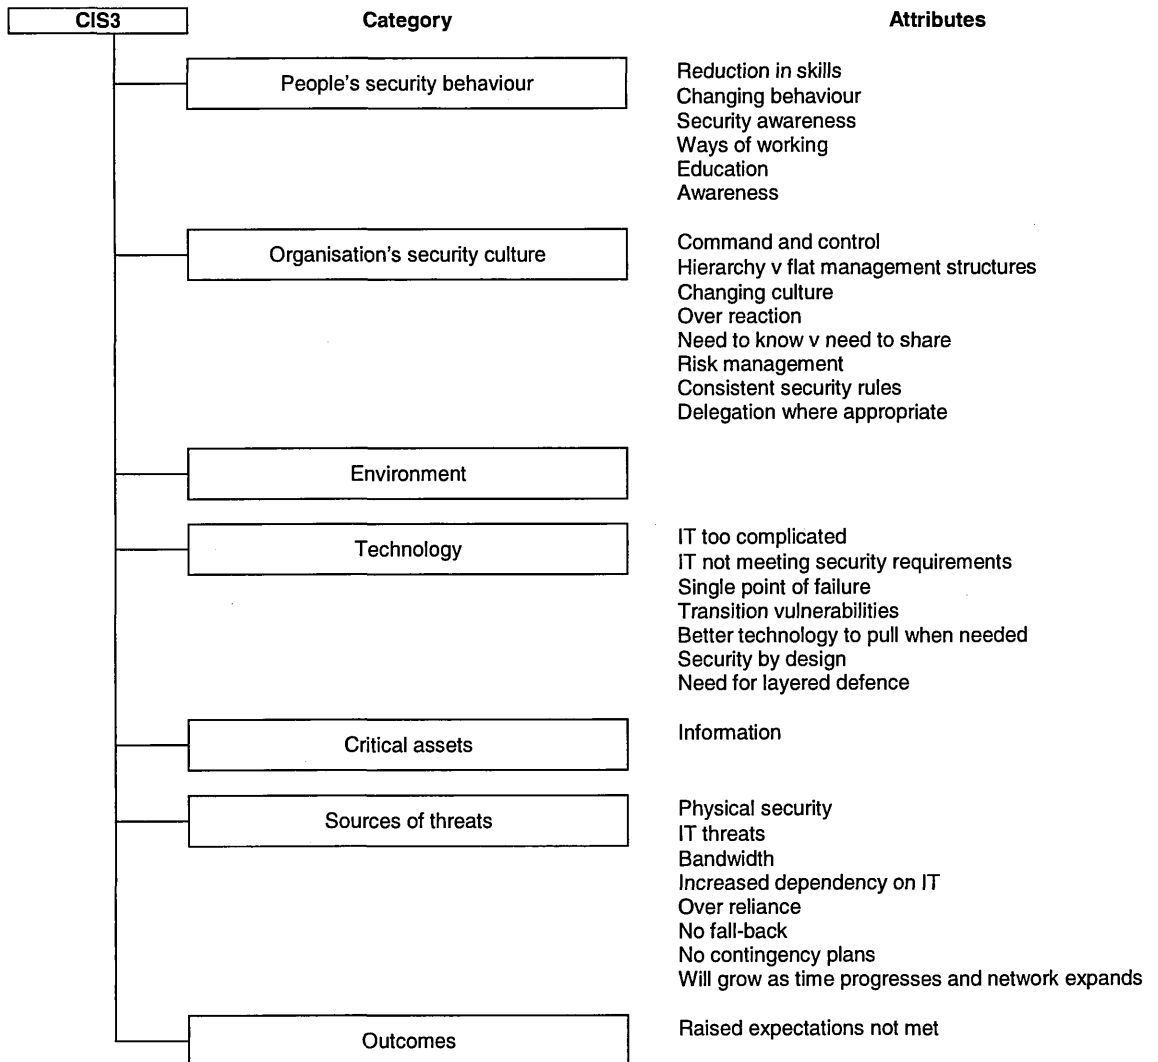 CIS3 Category Attributes
People's security behaviour
Reduction in skills
Changing behaviour
Security awareness
Ways of working
Education
Awareness
Organisation's security culture
Command and control
Hierarchy v flat management structures
Changing culture
Over reaction
Need to know v need to share
Risk management
Consistent security rules
Delegation where appropriate
Environment
Technology
IT too complicated
IT not meeting security requirements
Single point of failure
Transition vulnerabilities
Better technology to pull when needed
Security by design
Need for layered defence
Critical assets
Information
Sources of threats
Physical security
IT threats
Bandwidth
Increased dependency on IT
Over reliance
No fall-back
No contingency plans
Will grow as time progresses and network expands
Outcomes
Raised expectations not met